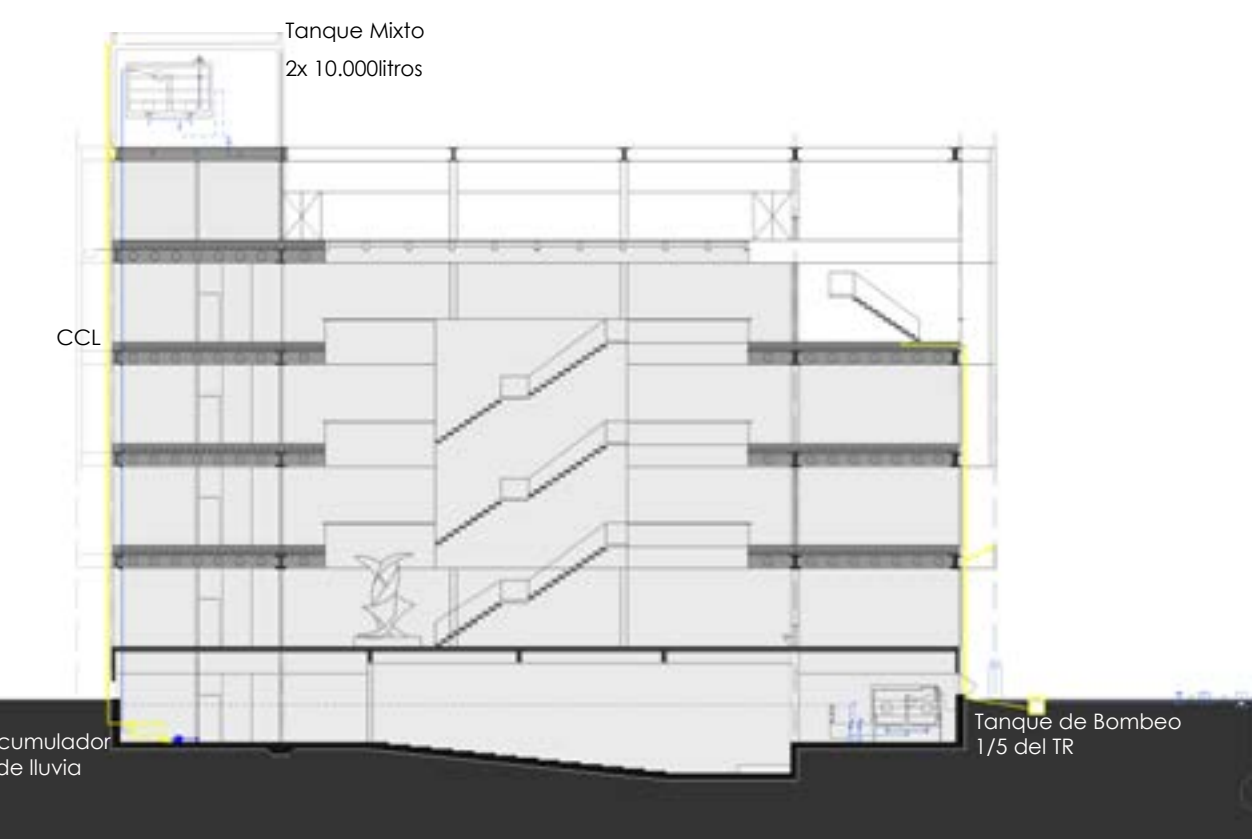 Tanque Mixto
2x 10.000litros
CCL
cumulador
de lluvia
Tanque de Bombeo
1/5 del TR